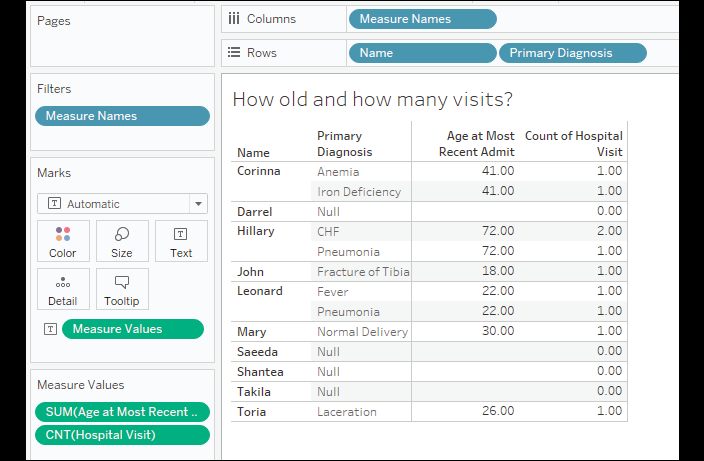 Pages
Columns Measure Names
Rows Name Primary Diagnosis
Filters
Measure Names
Marks
Automatic
Color Size Text
Detail Tooltip
Measure Values
Measure Values
SUM(Age at Most Recent ..
CNT(Hospital Visit)
How old and how many visits?
Primary Age at Most Count of Hospital
Name Diagnosis Recent Admit Visit
Corinna Anemia 41.00 1.00
Iron Deficiency 41.00 1.00
Darrel Null 0.00
Hillary CHF 72.00 2.00
Pneumonia 72.00 1.00
John Fracture of Tibia 18.00 1.00
Leonard Fever 22.00 1.00
Pneumonia 22.00 1.00
Mary Normal Delivery 30.00 1.00
Saeeda Null 0.00
Shantea Null 0.00
Takila Null 0.00
Toria Laceration 26.00 1.00